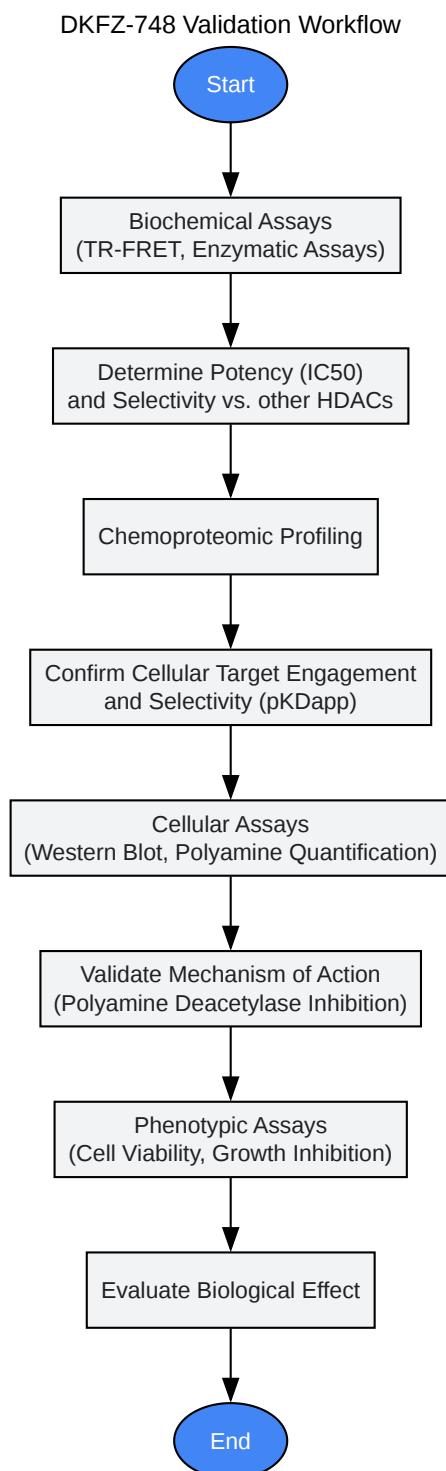 DKFZ-748 Validation Workflow
Start
Biochemical Assays
(TR-FRET, Enzymatic Assays)
Determine Potency (IC50)
and Selectivity vs. other HDACs
Chemoproteomic Profiling
Confirm Cellular Target Engagement
and Selectivity (pKDapp)
Cellular Assays
(Western Blot, Polyamine Quantification)
Validate Mechanism of Action
(Polyamine Deacetylase Inhibition)
Phenotypic Assays
(Cell Viability, Growth Inhibition)
Evaluate Biological Effect
End